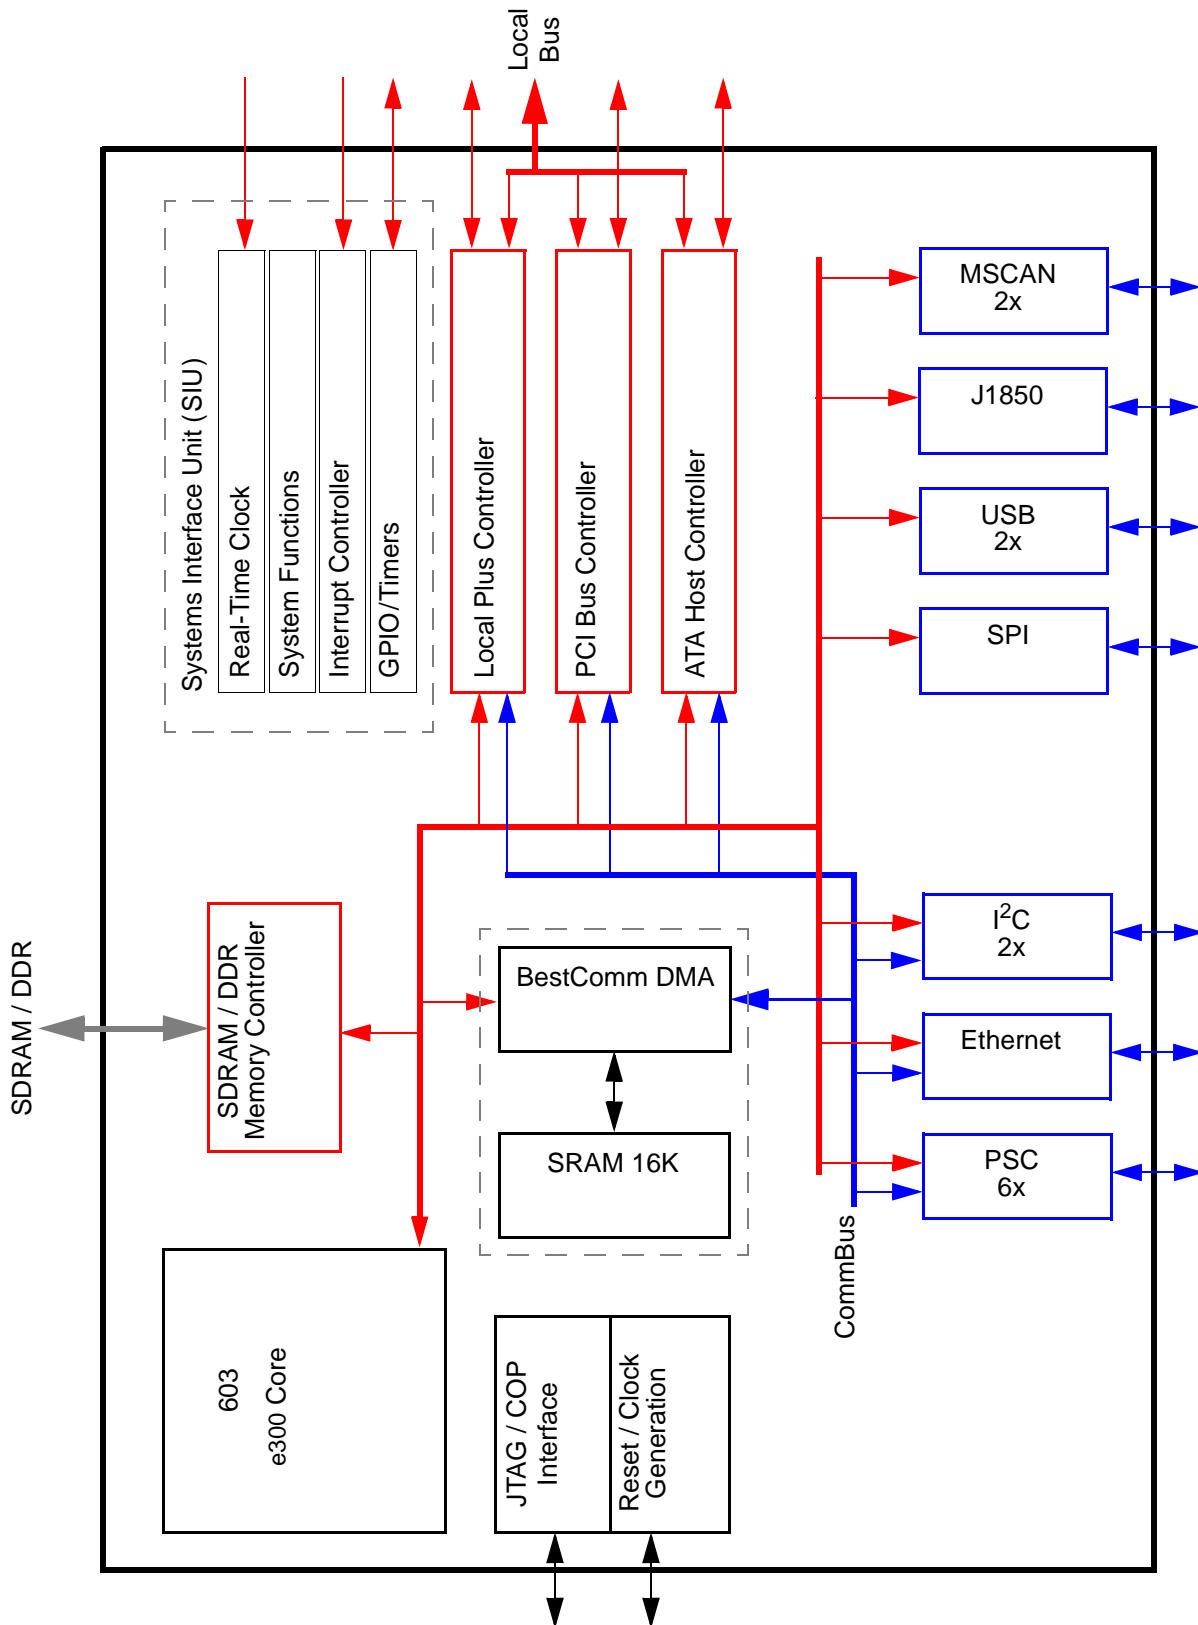 Local
Bus
Systems Interface Unit (SIU)
Real-Time Clock
System Functions
Interrupt Controller
GPIO/Timers
Local Plus Controller
PCI Bus Controller
ATA Host Controller
MSCAN
2x
J1850
USB
2x
SPI
SDRAM / DDR
SDRAM / DDR
Memory Controller
BestComm DMA
SRAM 16K
I²C
2x
Ethernet
PSC
6x
CommBus
603
e300 Core
JTAG / COP
Interface
Reset / Clock
Generation